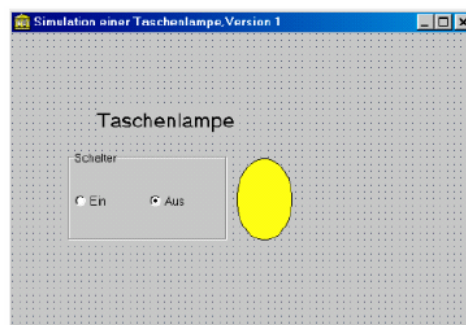 Simulation einer Taschenlampe,Version 1
Taschenlampe
Schalter
Ein
Aus